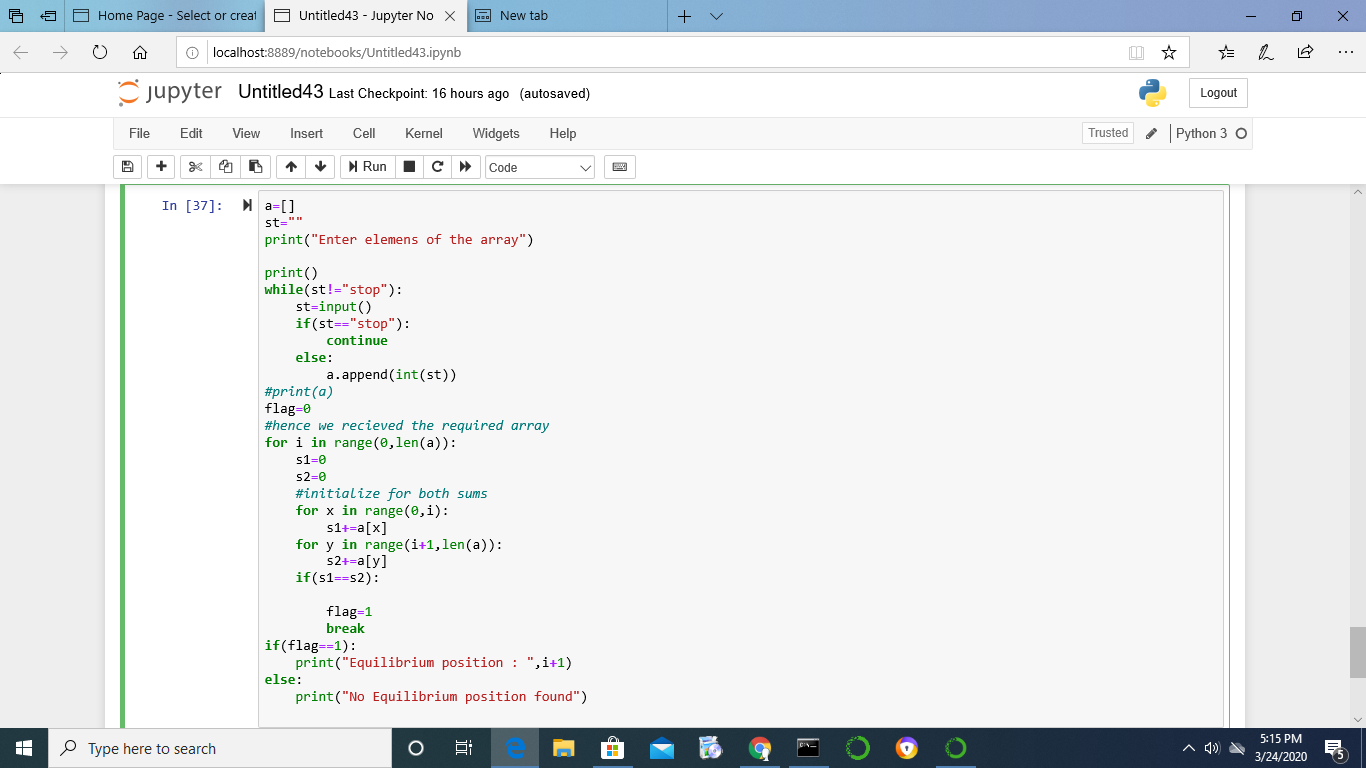 Home Page - Select or creat
Untitled43 - Jupyter No
New tab
localhost:8889/notebooks/Untitled43.ipynb
jupyter Untitled43 Last Checkpoint: 16 hours ago (autosaved)
Logout
File Edit View Insert Cell Kernel Widgets Help
Trusted
Python 3
Run
Code
In [37]:
a=[]
st=""
print("Enter elemens of the array")
print()
while(st!="stop"):
    st=input()
    if(st=="stop"):
        continue
    else:
        a.append(int(st))
#print(a)
flag=0
#hence we recieved the required array
for i in range(0,len(a)):
    s1=0
    s2=0
    #initialize for both sums
    for x in range(0,i):
        s1+=a[x]
    for y in range(i+1,len(a)):
        s2+=a[y]
    if(s1==s2):
        flag=1
        break
if(flag==1):
    print("Equilibrium position : ",i+1)
else:
    print("No Equilibrium position found")
Type here to search
5:15 PM
3/24/2020
5